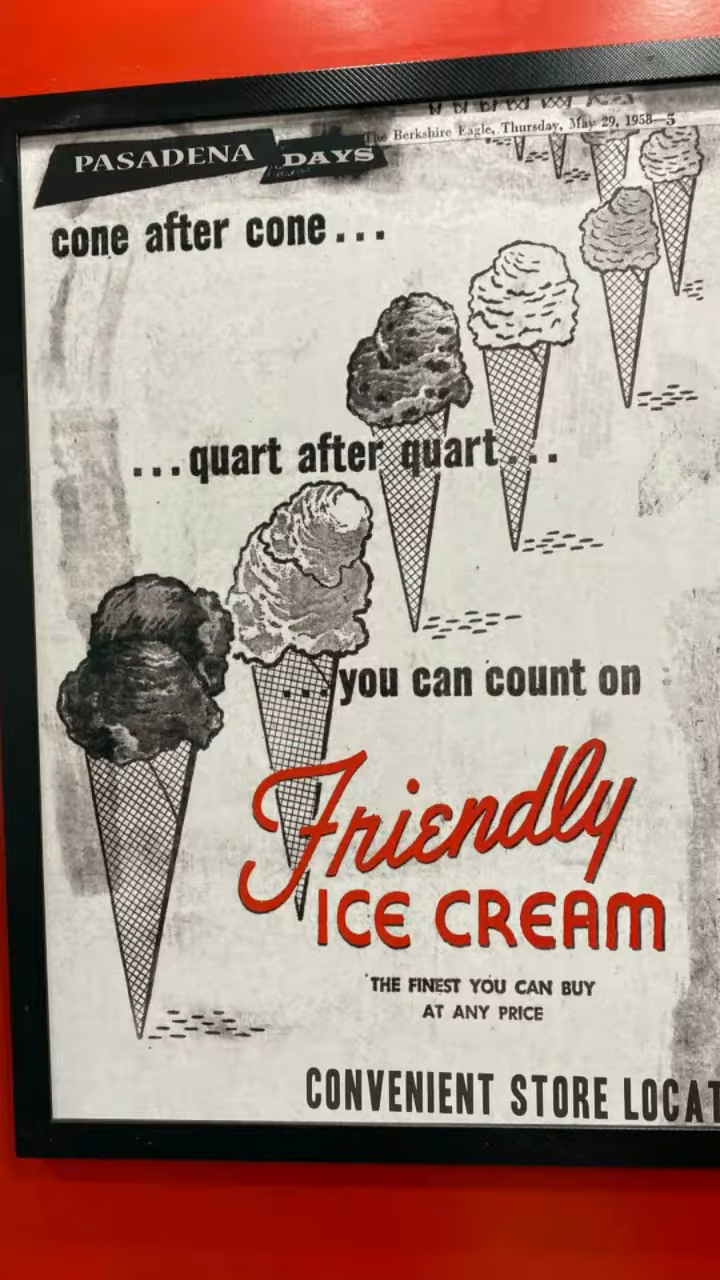 The Berkshire Eagle, Thursday, May 29, 1958—5
PASADENA DAYS
cone after cone...
...quart after quart...
...you can count on
Friendly
ICE CREAM
THE FINEST YOU CAN BUY
AT ANY PRICE
CONVENIENT STORE LOCAT